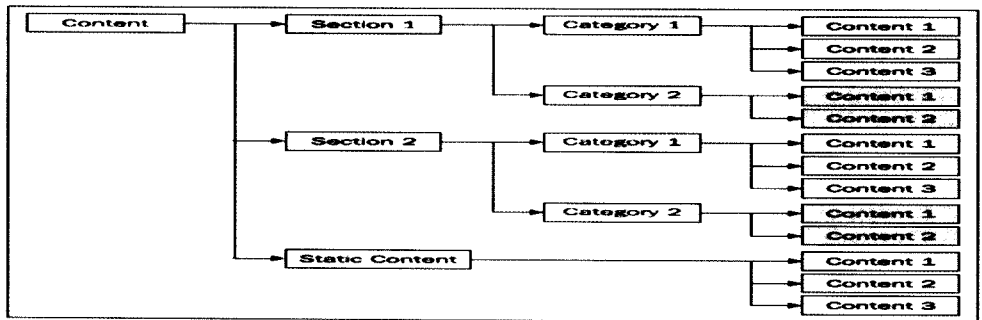 Content
Section 1
Category 1
Content 1
Content 2
Content 3
Category 2
Content 1
Content 2
Section 2
Category 1
Content 1
Content 2
Content 3
Category 2
Content 1
Content 2
Static Content
Content 1
Content 2
Content 3